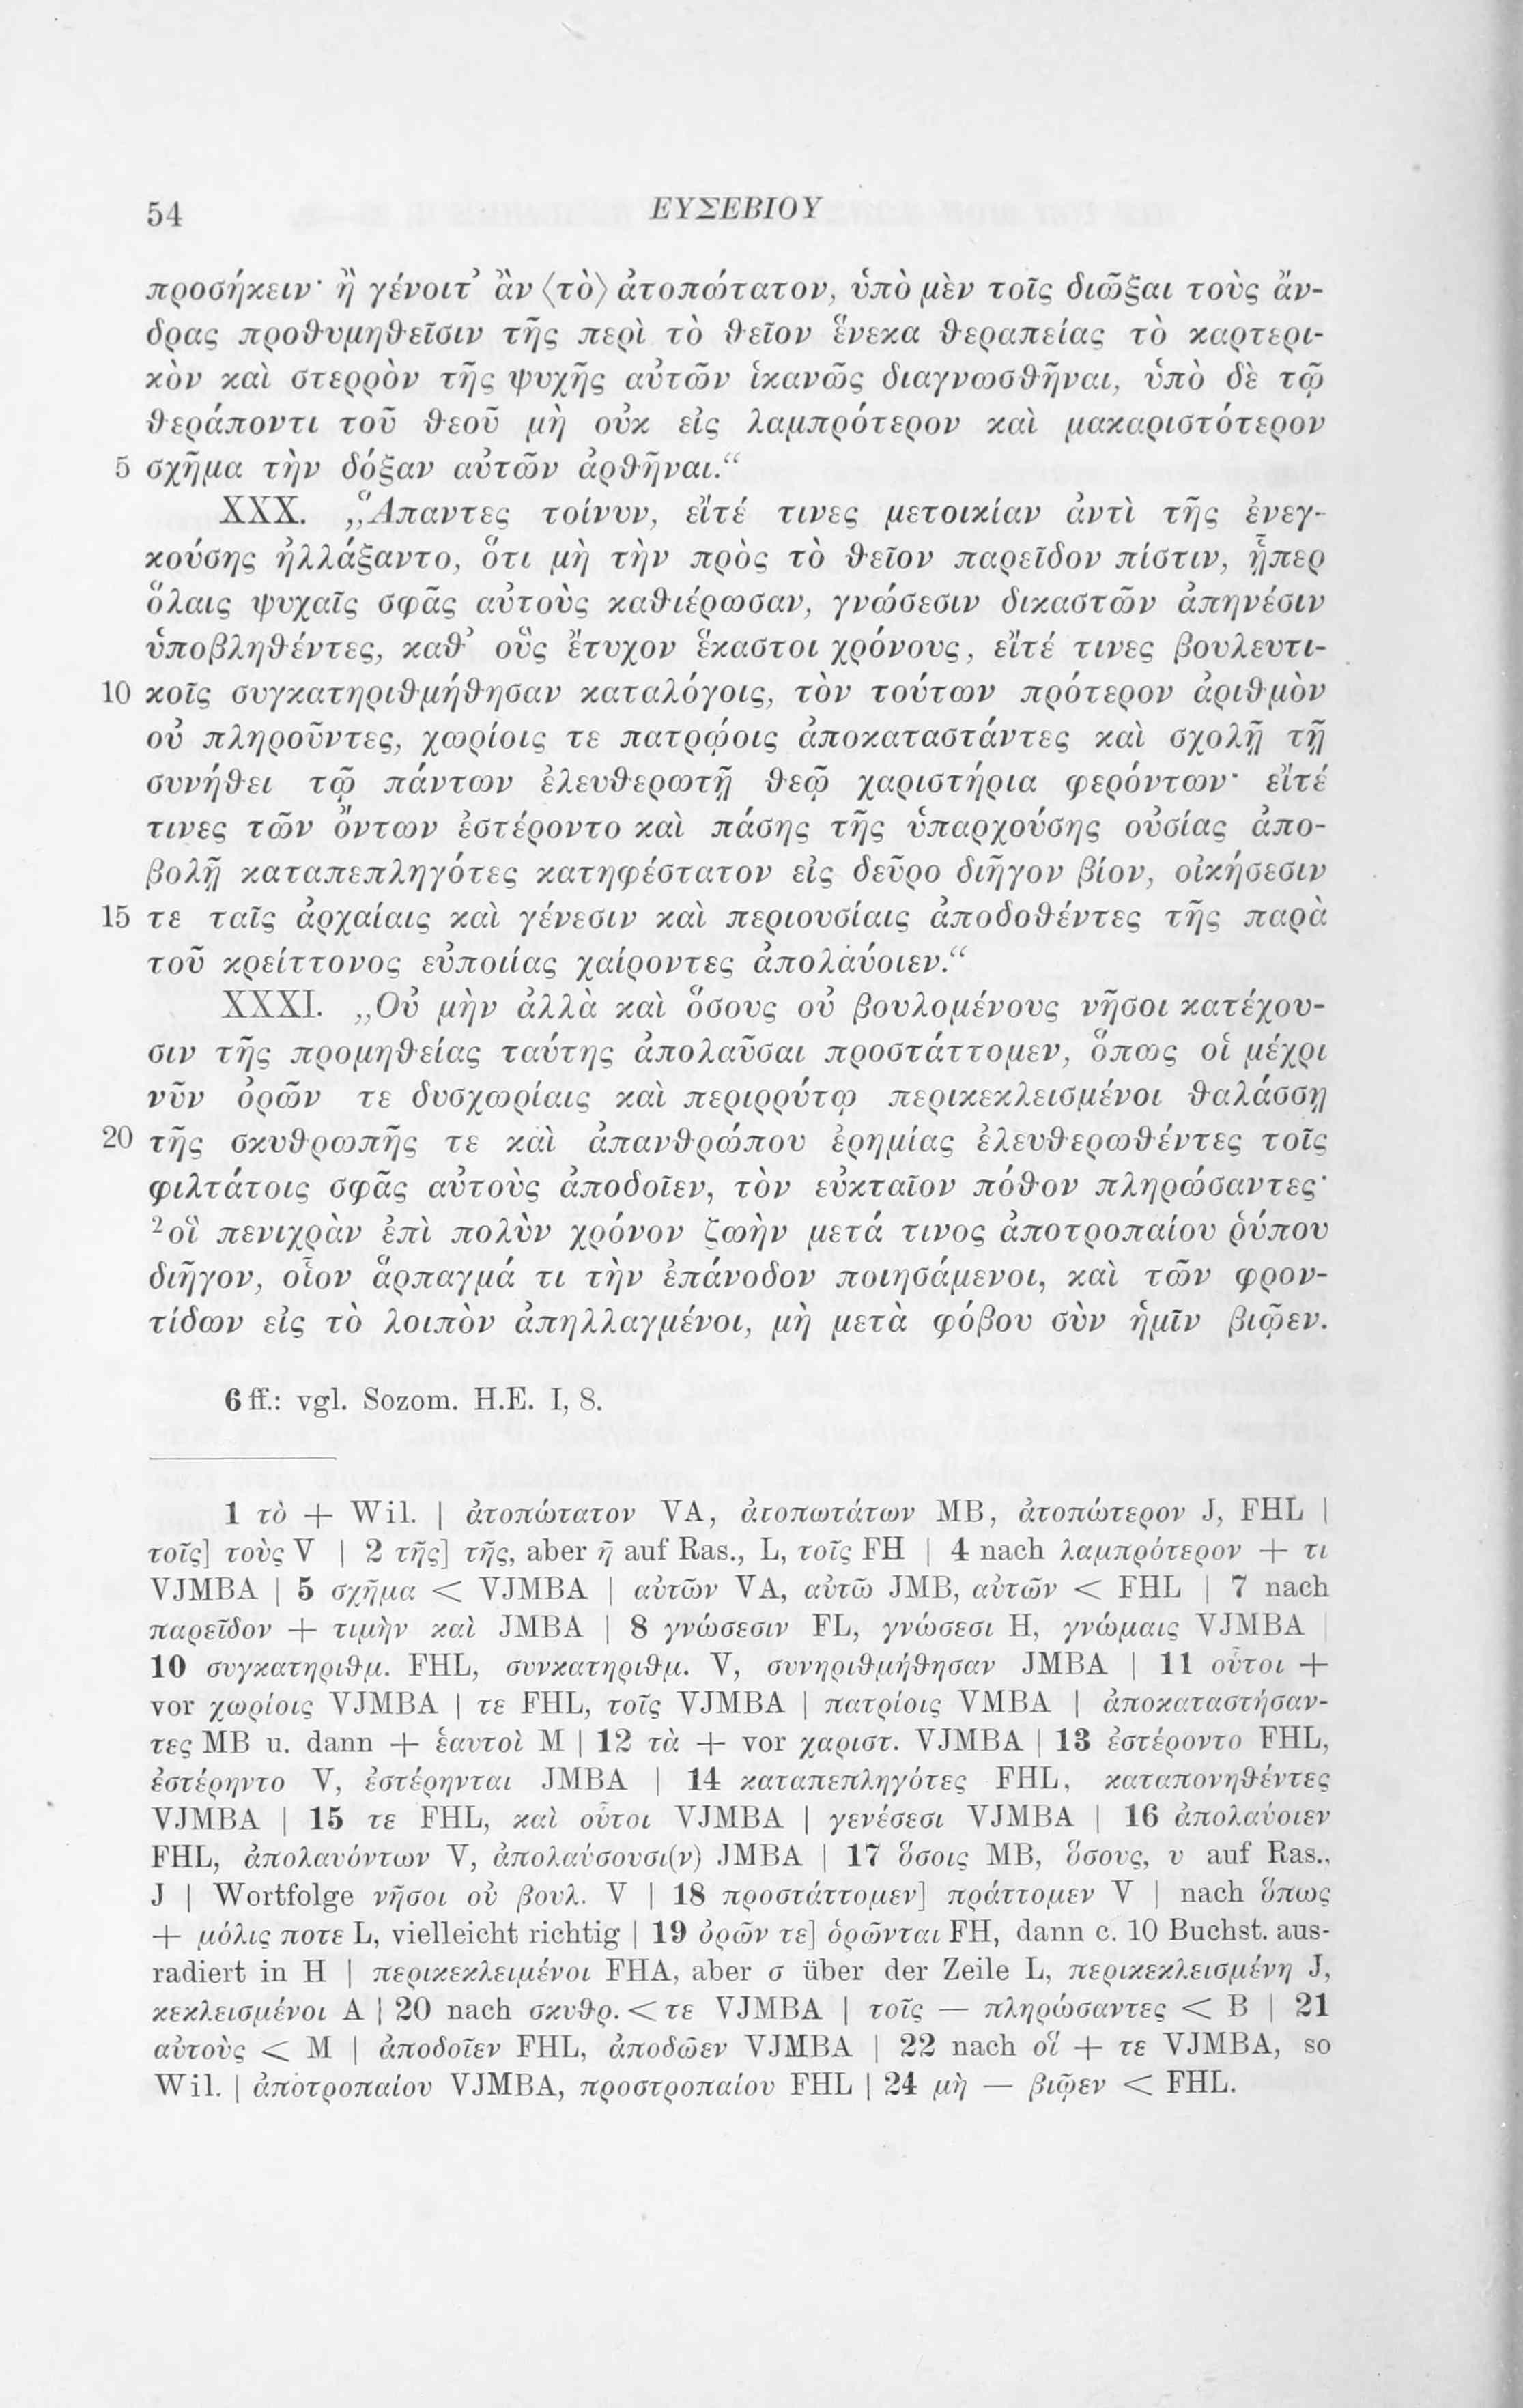 54 ΕΥΣΕΒΙΟΥ
προσήκειν· ἢ γένοιτ’ ἂν ⟨τὸ⟩ ἀτοπώτατον, ὑπὸ μὲν τοῖς διῶξαι τοὺς ἄν-
δρας προθυμηθεῖσιν τῆς περὶ τὸ θεῖον ἕνεκα θεραπείας τὸ καρτερι-
κὸν καὶ στερρὸν τῆς ψυχῆς αὐτῶν ἱκανῶς διαγνωσθῆναι, ὑπὸ δὲ τῷ
θεράποντι τοῦ θεοῦ μὴ οὐκ εἰς λαμπρότερον καὶ μακαριστότερον
5 σχῆμα τὴν δόξαν αὐτῶν ἀρθῆναι.“
XXX. „Ἅπαντες τοίνυν, εἴτέ τινες μετοικίαν ἀντὶ τῆς ἐνεγ-
κούσης ἠλλάξαντο, ὅτι μὴ τὴν πρὸς τὸ θεῖον παρεῖδον πίστιν, ᾗπερ
ὅλαις ψυχαῖς σφᾶς αὐτοὺς καθιέρωσαν, γνώσεσιν δικαστῶν ἀπηνέσιν
ὑποβληθέντες, καθ’ οὓς ἔτυχον ἕκαστοι χρόνους, εἴτέ τινες βουλευτι-
10 κοῖς συγκατηριθμήθησαν καταλόγοις, τὸν τούτων πρότερον ἀριθμὸν
οὐ πληροῦντες, χωρίοις τε πατρῴοις ἀποκαταστάντες καὶ σχολῇ τῇ
συνήθει τῷ πάντων ἐλευθερωτῇ θεῷ χαριστήρια φερόντων· εἴτέ
τινες τῶν ὄντων ἐστέροντο καὶ πάσης τῆς ὑπαρχούσης οὐσίας ἀπο-
βολῇ καταπεπληγότες κατηφέστατον εἰς δεῦρο διῆγον βίον, οἰκήσεσιν
15 τε ταῖς ἀρχαίαις καὶ γένεσιν καὶ περιουσίαις ἀποδοθέντες τῆς παρὰ
τοῦ κρείττονος εὐποιίας χαίροντες ἀπολαύοιεν.“
XXXI. „Οὐ μὴν ἀλλὰ καὶ ὅσους οὐ βουλομένους νῆσοι κατέχου-
σιν τῆς προμηθείας ταύτης ἀπολαῦσαι προστάττομεν, ὅπως οἱ μέχρι
νῦν ὀρῶν τε δυσχωρίαις καὶ περιρρύτῳ περικεκλεισμένοι θαλάσσῃ
20 τῆς σκυθρωπῆς τε καὶ ἀπανθρώπου ἐρημίας ἐλευθερωθέντες τοῖς
φιλτάτοις σφᾶς αὐτοὺς ἀποδοῖεν, τὸν εὐκταῖον πόθον πληρώσαντες·
²οἳ πενιχρὰν ἐπὶ πολὺν χρόνον ζωὴν μετά τινος ἀποτροπαίου ῥύπου
διῆγον, οἷον ἅρπαγμά τι τὴν ἐπάνοδον ποιησάμενοι, καὶ τῶν φρον-
τίδων εἰς τὸ λοιπὸν ἀπηλλαγμένοι, μὴ μετὰ φόβου σὺν ἡμῖν βιῷεν.
6 ff.: vgl. Sozom. H.E. I, 8.
1 τὸ + Wil. | ἀτοπώτατον VA, ἀτοπωτάτων MB, ἀτοπώτερον J, FHL |
τοῖς] τοὺς V | 2 τῆς] τῆς, aber ῆ auf Ras., L, τοῖς FH | 4 nach λαμπρότερον + τι
VJMBA | 5 σχῆμα < VJMBA | αὐτῶν VA, αὐτῶ JMB, αὐτῶν < FHL | 7 nach
παρεῖδον + τιμὴν καὶ JMBA | 8 γνώσεσιν FL, γνώσεσι H, γνώμαις VJMBA |
10 συγκατηριθμ. FHL, συνκατηριθμ. V, συνηριθμήθησαν JMBA | 11 οὗτοι +
vor χωρίοις VJMBA | τε FHL, τοῖς VJMBA | πατρίοις VMBA | ἀποκαταστήσαν-
τες MB u. dann + ἑαυτοὶ M | 12 τὰ + vor χαριστ. VJMBA | 13 ἐστέροντο FHL,
ἐστέρηντο V, ἐστέρηνται JMBA | 14 καταπεπληγότες FHL, καταπονηθέντες
VJMBA | 15 τε FHL, καὶ οὗτοι VJMBA | γενέσεσι VJMBA | 16 ἀπολαύοιεν
FHL, ἀπολαυόντων V, ἀπολαύσουσι(ν) JMBA | 17 ὅσοις MB, ὅσους, υ auf Ras.,
J | Wortfolge νῆσοι οὐ βουλ. V | 18 προστάττομεν] πράττομεν V | nach ὅπως
+ μόλις ποτε L, vielleicht richtig | 19 ὀρῶν τε] ὁρῶνται FH, dann c. 10 Buchst. aus-
radiert in H | περικεκλειμένοι FHA, aber σ über der Zeile L, περικεκλεισμένη J,
κεκλεισμένοι A | 20 nach σκυθρ. < τε VJMBA | τοῖς — πληρώσαντες < B | 21
αὐτοὺς < M | ἀποδοῖεν FHL, ἀποδῶεν VJMBA | 22 nach οἵ + τε VJMBA, so
Wil. | ἀποτροπαίου VJMBA, προστροπαίου FHL | 24 μὴ — βιῷεν < FHL.